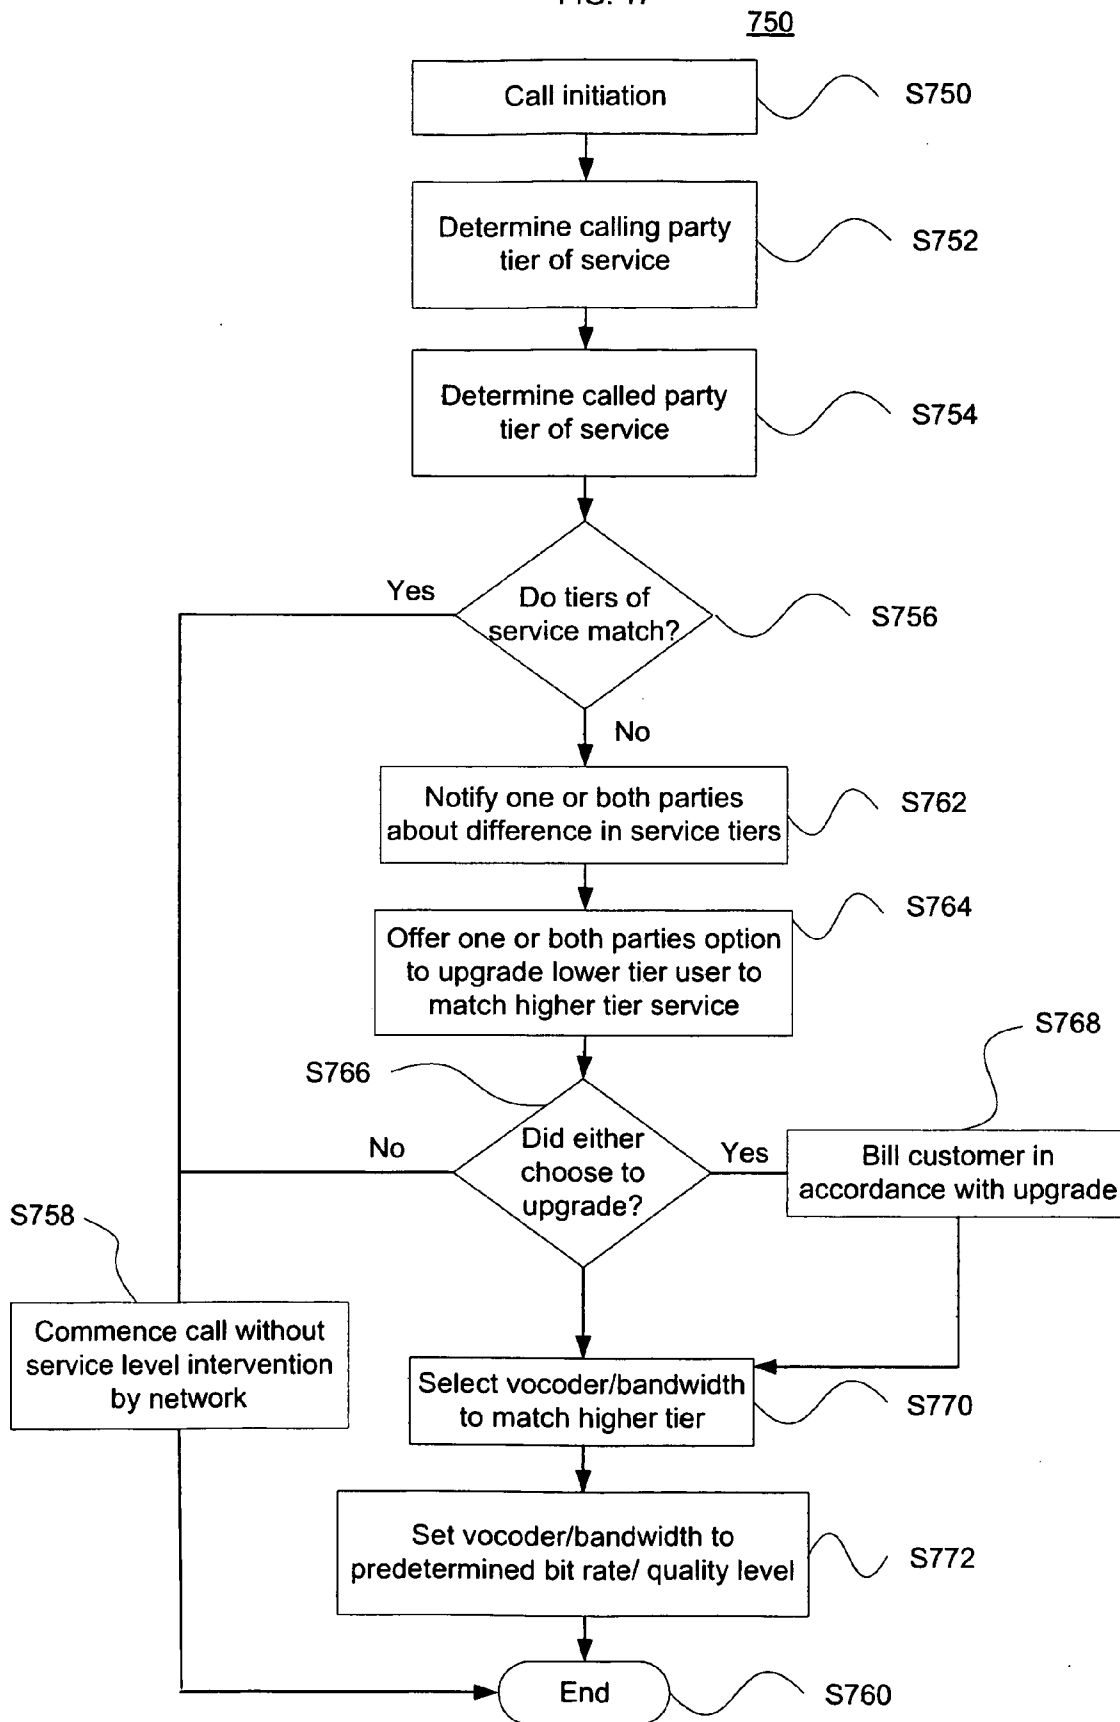 750
Call initiation
S750
Determine calling party
tier of service
S752
Determine called party
tier of service
S754
Yes
Do tiers of
service match?
S756
No
Notify one or both parties
about difference in service tiers
S762
Offer one or both parties option
to upgrade lower tier user to
match higher tier service
S764
S766
No
Did either
choose to
upgrade?
Yes
S768
Bill customer in
accordance with upgrade
S758
Commence call without
service level intervention
by network
Select vocoder/bandwidth
to match higher tier
S770
Set vocoder/bandwidth to
predetermined bit rate/ quality level
S772
End
S760